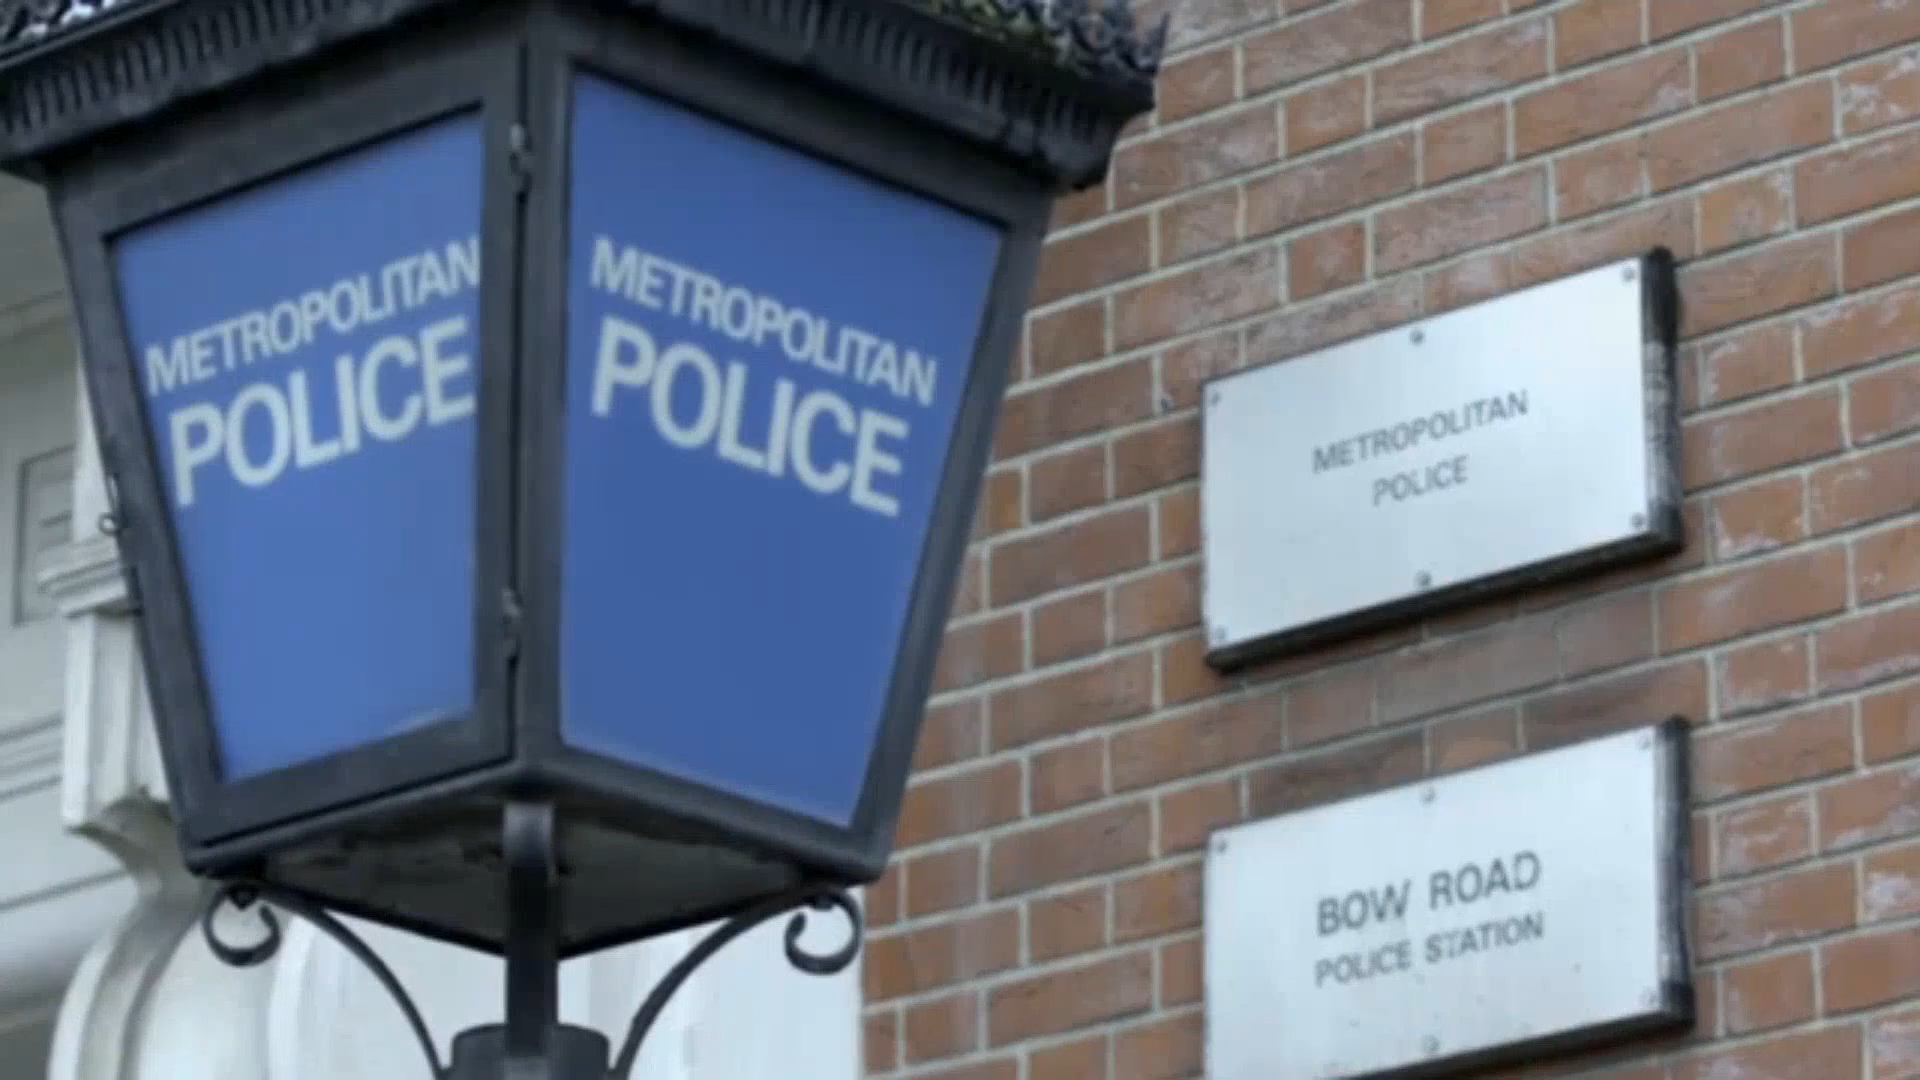 METROPOLITAN
POLICE
METROPOLITAN
POLICE
METROPOLITAN
POLICE
BOW ROAD
POLICE STATION